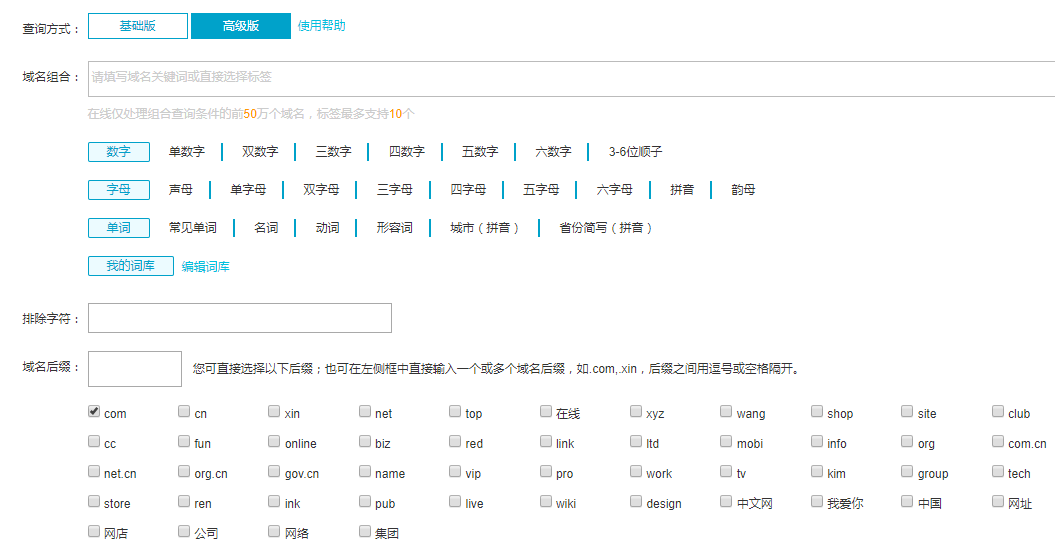 查询方式： 基础版 高级版 使用帮助
域名组合： 请填写域名关键词或直接选择标签
在线仅处理组合查询条件的前50万个域名，标签最多支持10个
数字 单数字 双数字 三数字 四数字 五数字 六数字 3-6位顺子
字母 声母 单字母 双字母 三字母 四字母 五字母 六字母 拼音 韵母
单词 常见单词 名词 动词 形容词 城市（拼音） 省份简写（拼音）
我的词库 编辑词库
排除字符：
域名后缀： 您可直接选择以下后缀；也可在左侧框中直接输入一个或多个域名后缀，如.com,.xin，后缀之间用逗号或空格隔开。
com cn xin net top 在线 xyz wang shop site club
cc fun online biz red link ltd mobi info org com.cn
net.cn org.cn gov.cn name vip pro work tv kim group tech
store ren ink pub live wiki design 中文网 我爱你 中国 网址
网店 公司 网络 集团